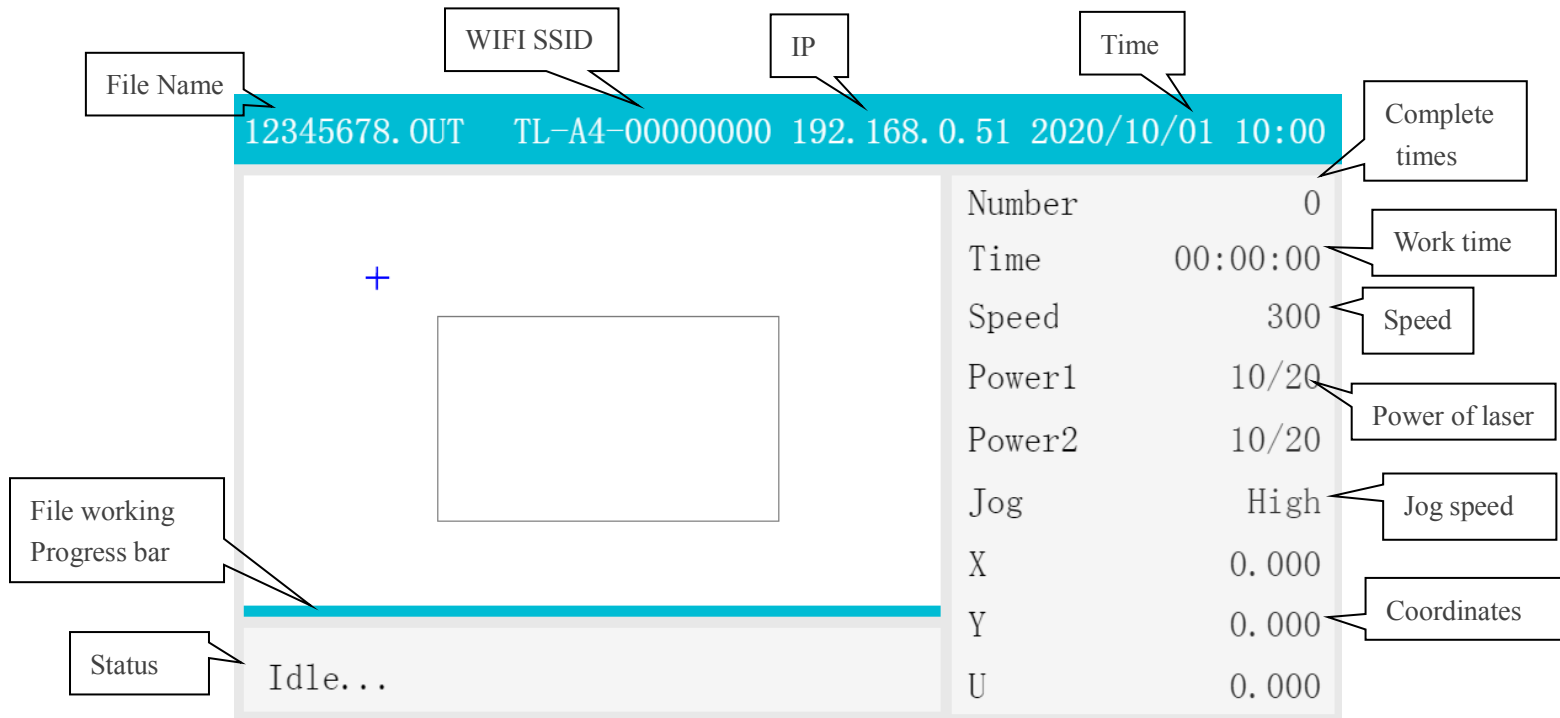 WIFI SSID
IP
Time
File Name
12345678.OUT TL-A4-00000000 192.168.0.51 2020/10/01 10:00
Complete
times
Number 0
Work time
Time 00:00:00
Speed 300
Speed
Power1 10/20
Power of laser
Power2 10/20
Jog High
Jog speed
File working
Progress bar
X 0.000
Y 0.000
Coordinates
Status
Idle...
U 0.000